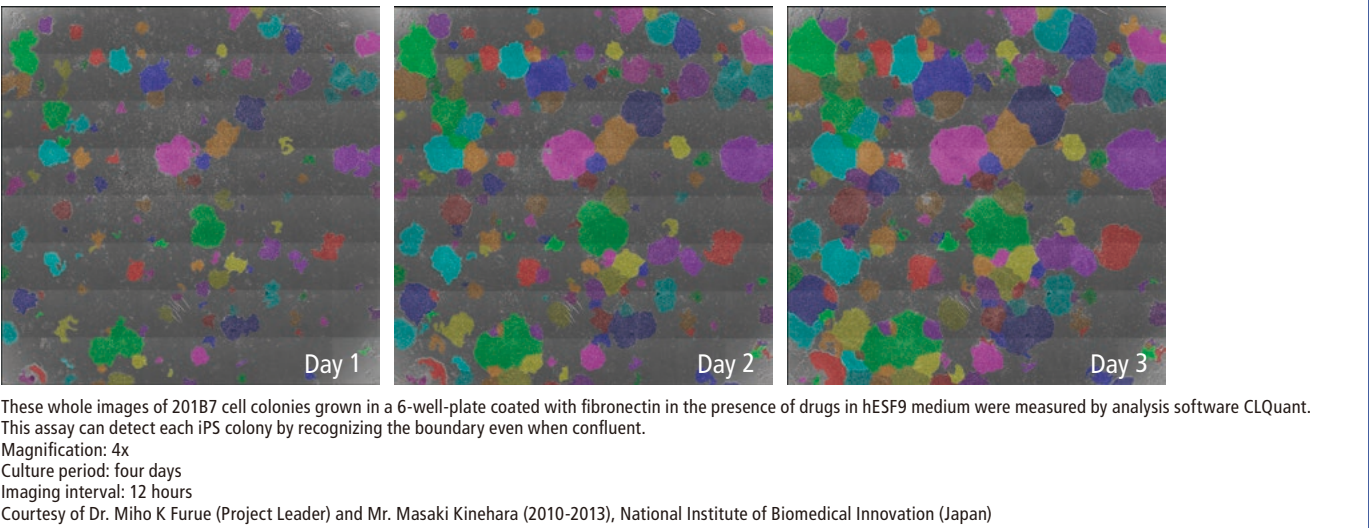 Day 1
Day 2
Day 3
These whole images of 201B7 cell colonies grown in a 6-well-plate coated with fibronectin in the presence of drugs in hESF9 medium were measured by analysis software CLQuant.
This assay can detect each iPS colony by recognizing the boundary even when confluent.
Magnification: 4x
Culture period: four days
Imaging interval: 12 hours
Courtesy of Dr. Miho K Furue (Project Leader) and Mr. Masaki Kinehara (2010-2013), National Institute of Biomedical Innovation (Japan)